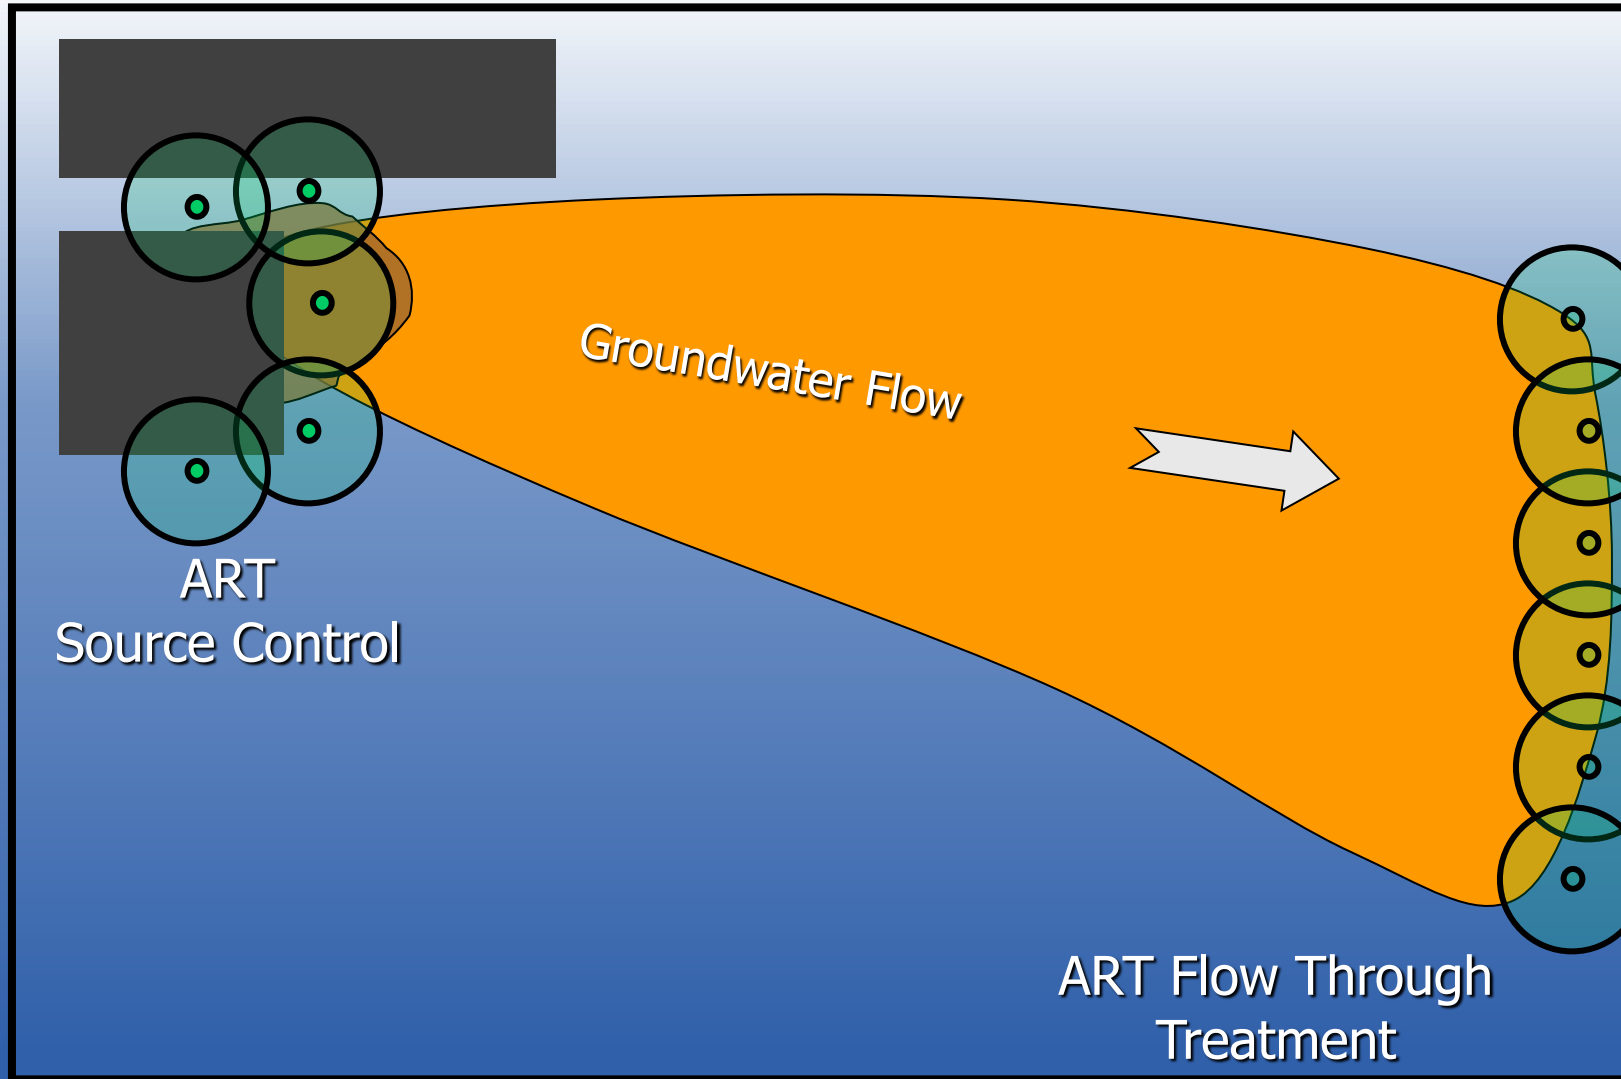 Groundwater Flow
ART
Source Control
ART Flow Through
Treatment